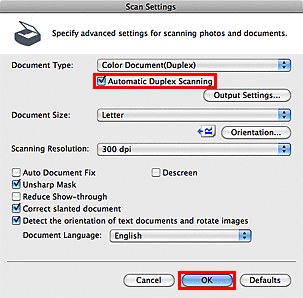 Scan Settings
Specify advanced settings for scanning photos and documents.
Document Type: Color Document(Duplex)
Automatic Duplex Scanning
Output Settings...
Document Size: Letter
Orientation...
Scanning Resolution: 300 dpi
Auto Document Fix Descreen
Unsharp Mask
Reduce Show-through
Correct slanted document
Detect the orientation of text documents and rotate images
Document Language: English
Cancel OK Defaults